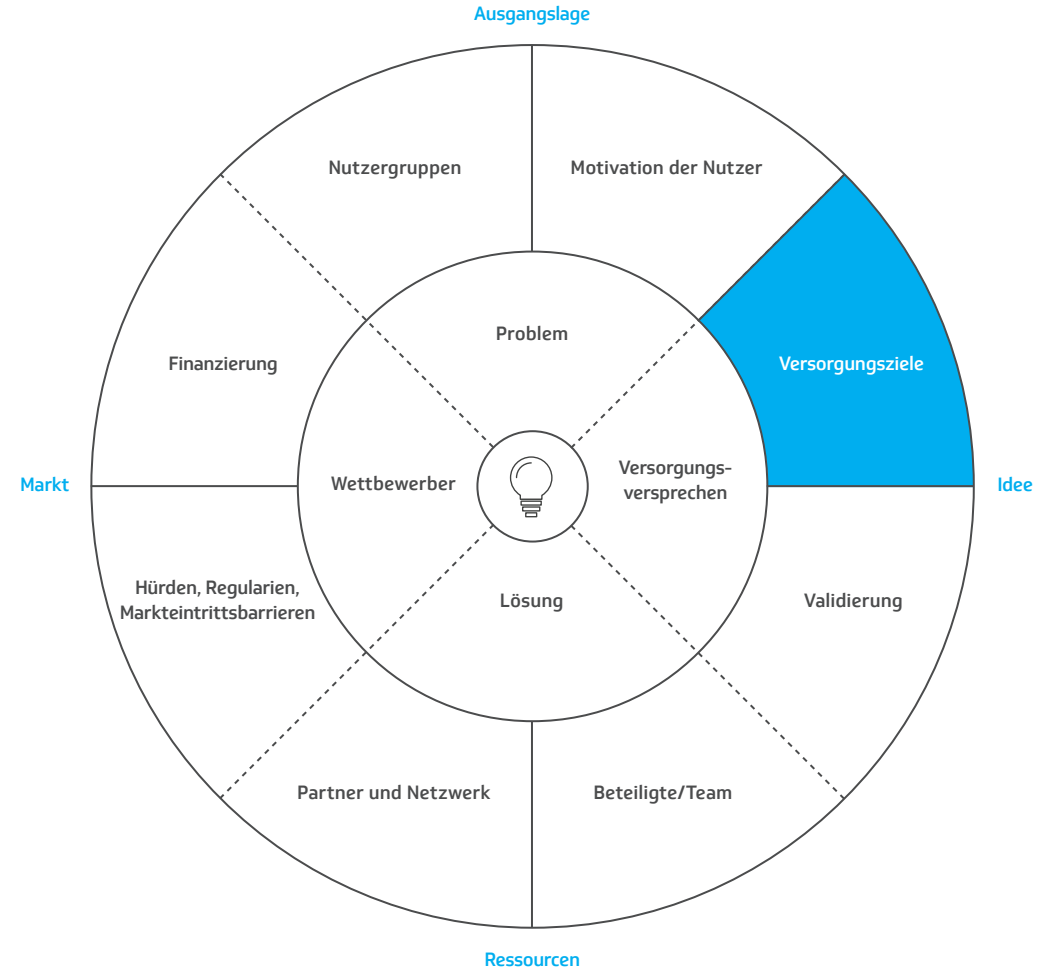 Ausgangslage
Nutzergruppen
Motivation der Nutzer
Problem
Finanzierung
Versorgungsziele
Markt
Wettbewerber
Versorgungs-
versprechen
Idee
Hürden, Regularien,
Markteintrittsbarrieren
Lösung
Validierung
Partner und Netzwerk
Beteiligte/Team
Ressourcen